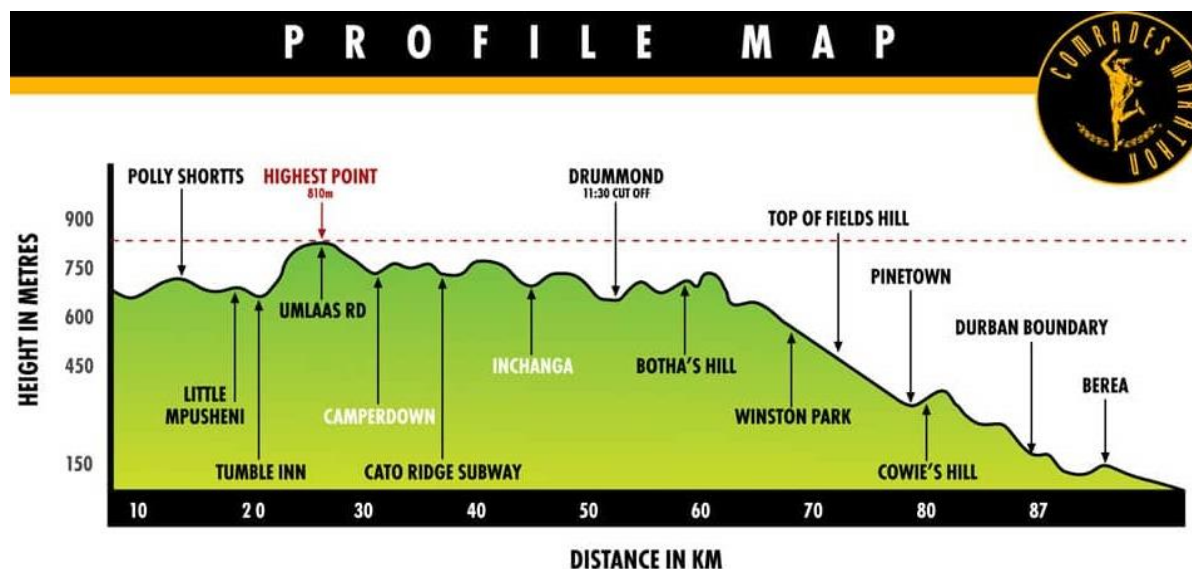 PROFILE MAP
COMRADES MARATHON
POLLY SHORTTS
HIGHEST POINT
810m
DRUMMOND
11:30 CUT OFF
TOP OF FIELDS HILL
PINETOWN
DURBAN BOUNDARY
BEREA
HEIGHT IN METRES
900
750
600
450
150
UMLAAS RD
LITTLE
MPUSHENI
CAMPERDOWN
INCHANGA
BOTHA'S HILL
WINSTON PARK
TUMBLE INN
CATO RIDGE SUBWAY
COWIE'S HILL
10 20 30 40 50 60 70 80 87
DISTANCE IN KM